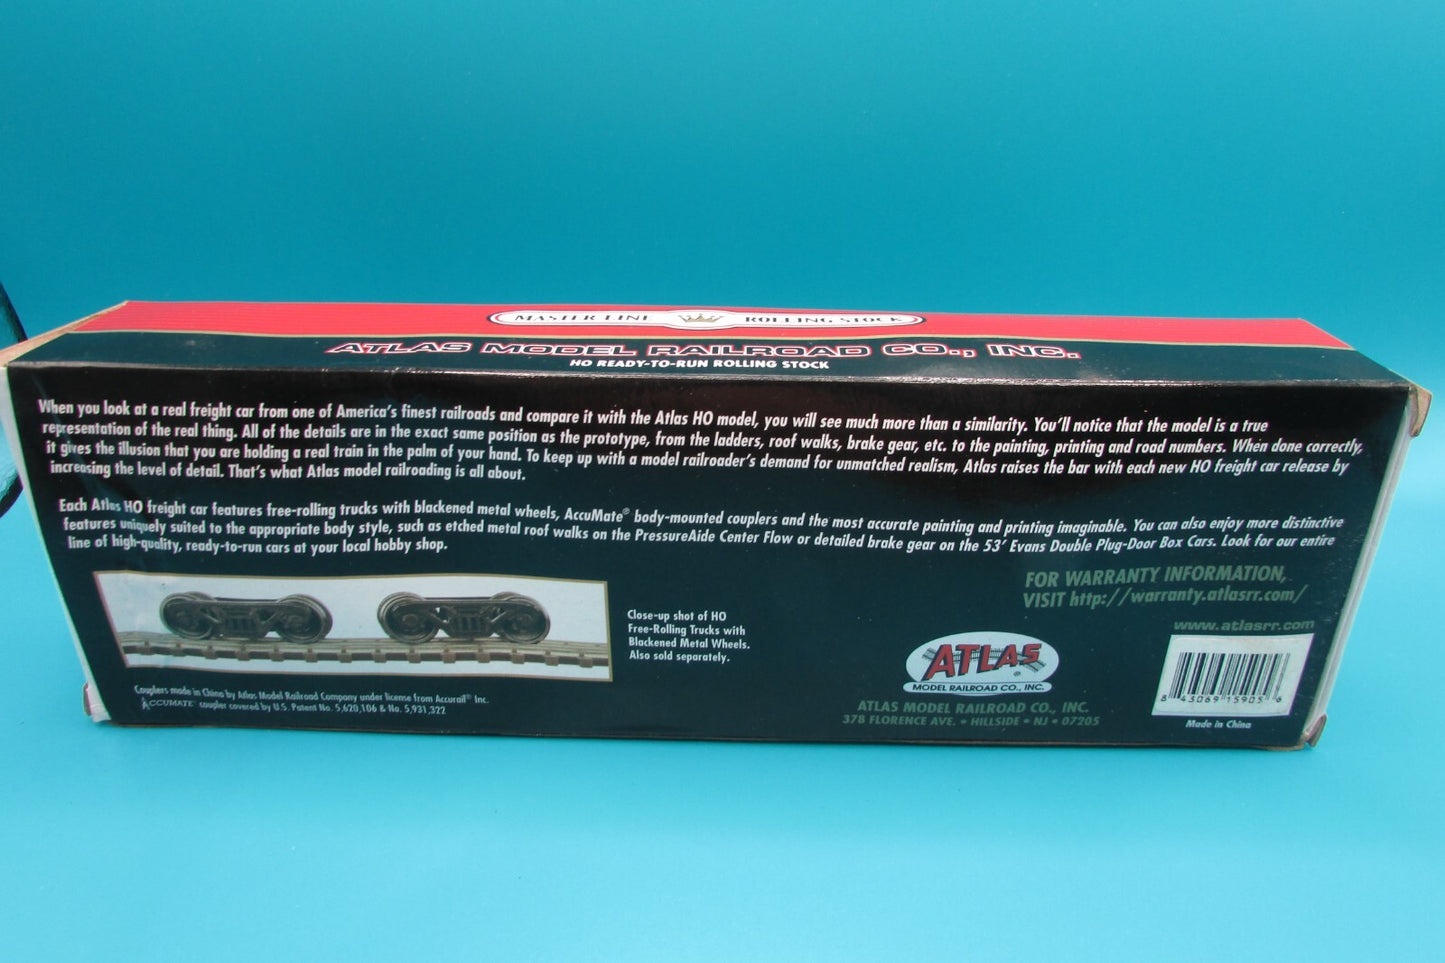 MASTER LINE ROLLING STOCK
ATLAS MODEL RAILROAD CO., INC.
HO READY-TO-RUN ROLLING STOCK
When you look at a real freight car from one of America's finest railroads and compare it with the Atlas HO model, you will see much more than a similarity. You'll notice that the model is a true
representation of the real thing. All of the details are in the exact same position as the prototype, from the ladders, roof walks, brake gear, etc. to the painting, printing and road numbers. When done correctly,
it gives the illusion that you are holding a real train in the palm of your hand. To keep up with a model railroader's demand for unmatched realism, Atlas raises the bar with each new HO freight car release by
increasing the level of detail. That's what Atlas model railroading is all about.
Each Atlas HO freight car features free-rolling trucks with blackened metal wheels, AccuMate® body-mounted couplers and the most accurate painting and printing imaginable. You can also enjoy more distinctive
features uniquely suited to the appropriate body style, such as etched metal roof walks on the PressureAide Center Flow or detailed brake gear on the 53' Evans Double Plug-Door Box Cars. Look for our entire
line of high-quality, ready-to-run cars at your local hobby shop.
Close-up shot of HO
Free-Rolling Trucks with
Blackened Metal Wheels.
Also sold separately.
Couplers made in China by Atlas Model Railroad Company under license from Accurail® Inc.
ACCUMATE® coupler covered by U.S. Patent No. 5,620,106 & No. 5,931,322
FOR WARRANTY INFORMATION,
VISIT http://warranty.atlasrr.com/
www.atlasrr.com
ATLAS®
MODEL RAILROAD CO., INC.
ATLAS MODEL RAILROAD CO., INC.
378 FLORENCE AVE. • HILLSIDE • NJ • 07205
8 43069 15905 6
Made in China